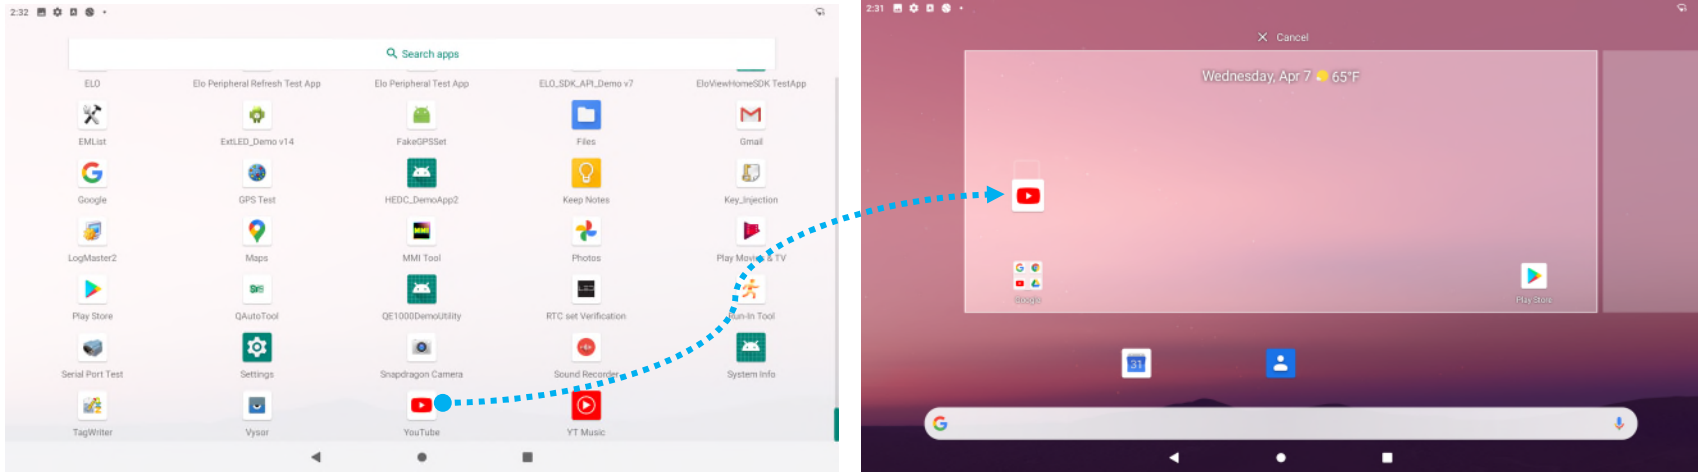 2:32
Search apps
ELO
Elo Peripheral Refresh Test App
Elo Peripheral Test App
ELO_SDK_API_Demo v7
EloViewHomeSDK TestApp
EMList
ExtLED_Demo v14
FakeGPSSet
Files
Gmail
Google
GPS Test
HEDC_DemoApp2
Keep Notes
Key_Injection
LogMaster2
Maps
MMI
MMI Tool
Photos
Play Movies & TV
Play Store
QAutoTool
QE1000DemoUtility
RTC set Verification
Run-In Tool
Serial Port Test
Settings
Snapdragon Camera
Sound Recorder
System Info
TagWriter
Vysor
YouTube
YT Music
2:31
Cancel
Wednesday, Apr 7 65°F
Google
Play Store
31